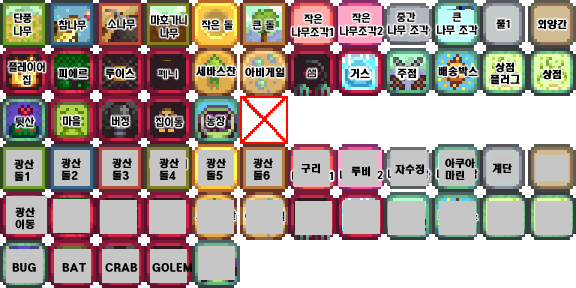 단풍
나무
참나무
소나무
마호가니
나무
작은 돌
큰 돌
작은
나무조각1
작은
나무조각2
중간
나무 조각
큰
나무 조각
풀1
외양간
플레이어
집
피에르
루이스
페니
세바스찬
아비게일
샘
거스
주점
배송박스
상점
플러그
상점
뒷산
마을
버정
집이동
농장
광산
돌1
광산
돌2
광산
돌3
광산
돌4
광산
돌5
광산
돌6
구리
루비
자수정
아쿠아
마린
계단
광산
이동
BUG
BAT
CRAB
GOLEM